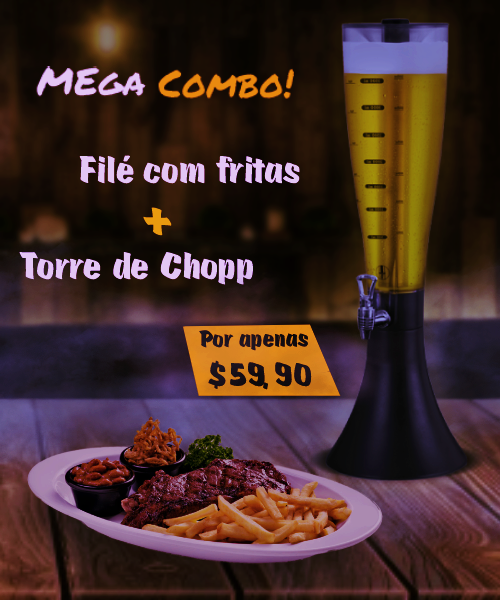 MEga Combo!
Filé com fritas
+
Torre de Chopp
Por apenas
$59,90